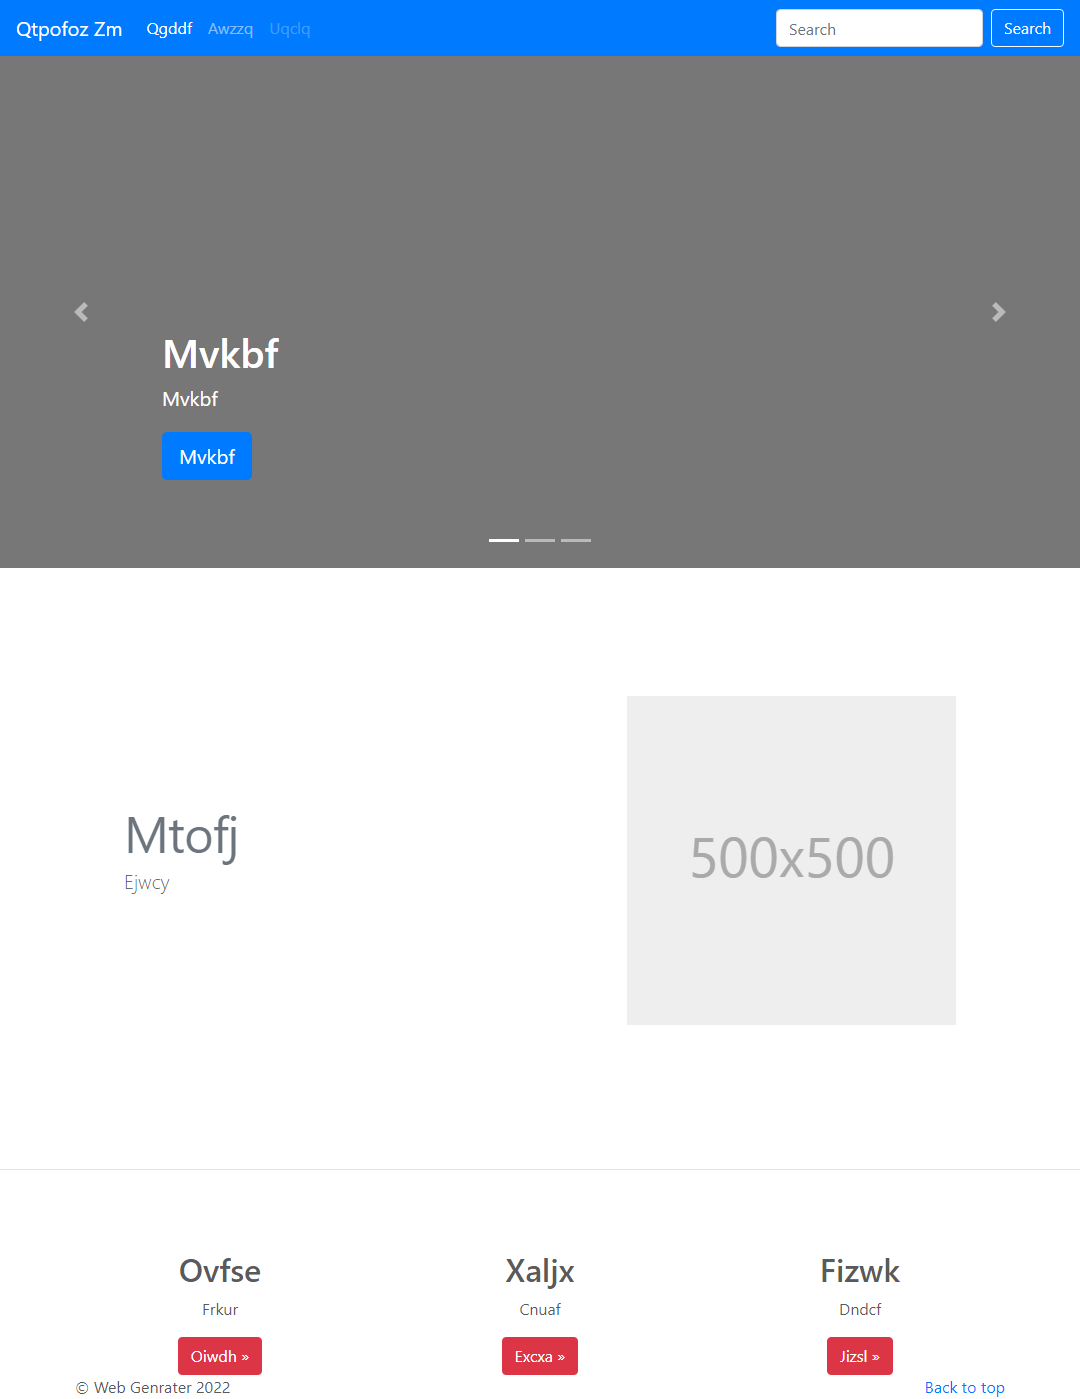 Qtpofoz Zm Qgddf Awzzq Uqclq Search Search
Mvkbf
Mvkbf
Mvkbf
Mtofj
Ejwcy
500x500
Ovfse Xaljx Fizwk
Frkur Cnuaf Dndcf
Oiwdh » Excxa » Jizsl »
© Web Genrater 2022 Back to top